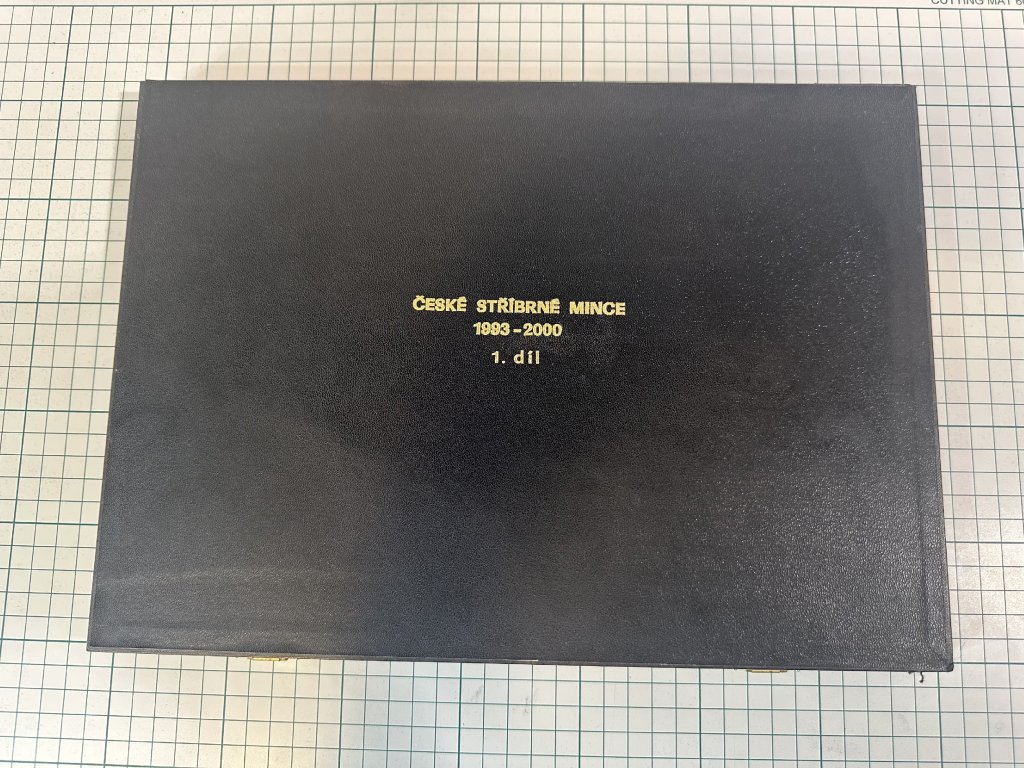 CUTTING MAT
ČESKÉ STŘÍBRNÉ MINCE
1993-2000
1. díl